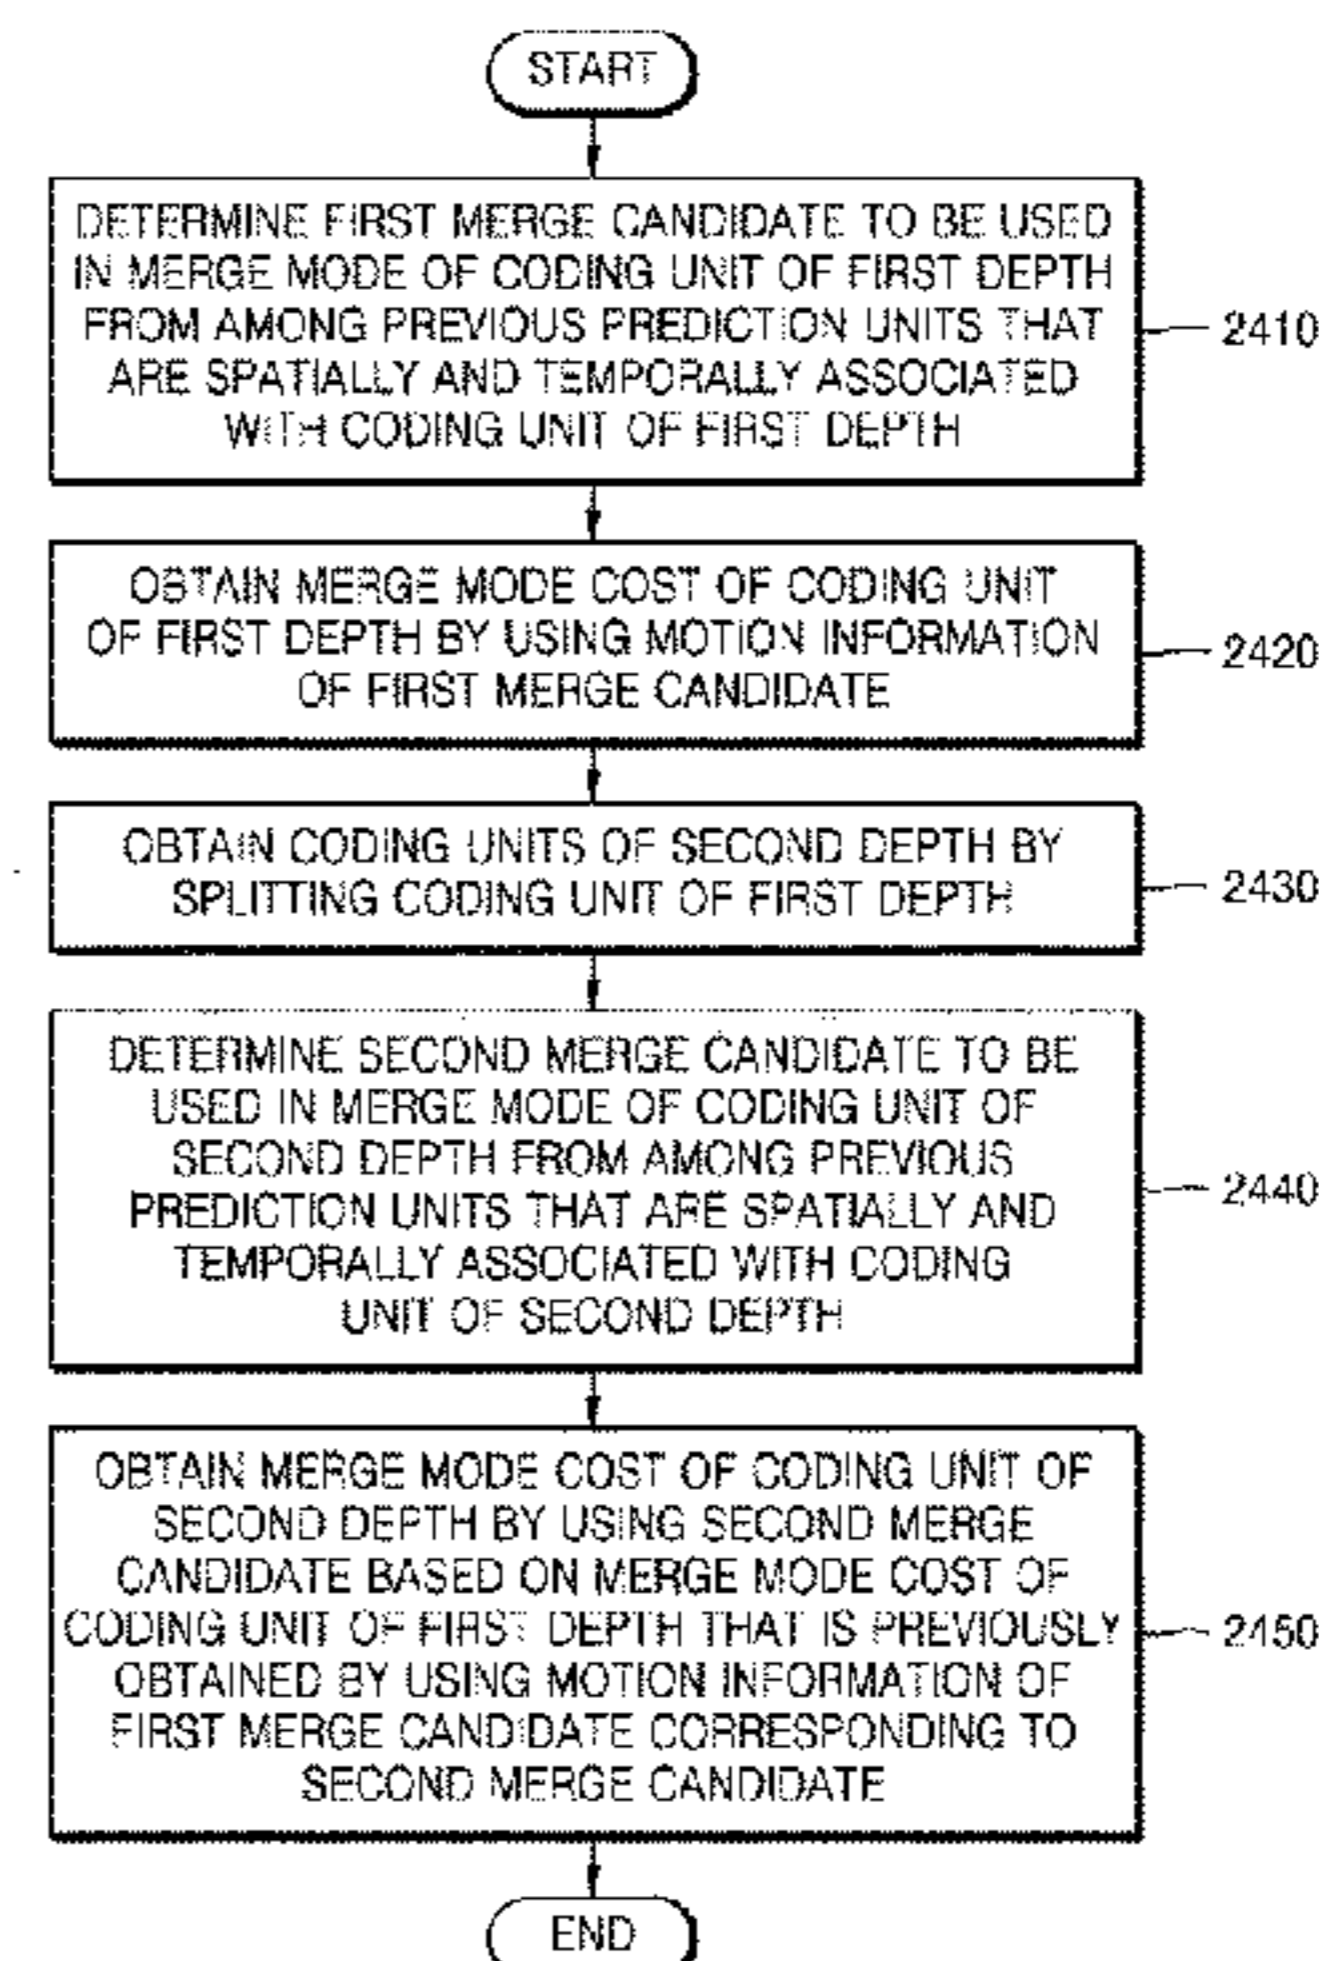 START
DETERMINE FIRST MERGE CANDIDATE TO BE USED
IN MERGE MODE OF CODING UNIT OF FIRST DEPTH
FROM AMONG PREVIOUS PREDICTION UNITS THAT
ARE SPATIALLY AND TEMPORALLY ASSOCIATED
WITH CODING UNIT OF FIRST DEPTH
2410
OBTAIN MERGE MODE COST OF CODING UNIT
OF FIRST DEPTH BY USING MOTION INFORMATION
OF FIRST MERGE CANDIDATE
2420
OBTAIN CODING UNITS OF SECOND DEPTH BY
SPLITTING CODING UNIT OF FIRST DEPTH
2430
DETERMINE SECOND MERGE CANDIDATE TO BE
USED IN MERGE MODE OF CODING UNIT OF
SECOND DEPTH FROM AMONG PREVIOUS
PREDICTION UNITS THAT ARE SPATIALLY AND
TEMPORALLY ASSOCIATED WITH CODING
UNIT OF SECOND DEPTH
2440
OBTAIN MERGE MODE COST OF CODING UNIT OF
SECOND DEPTH BY USING SECOND MERGE
CANDIDATE BASED ON MERGE MODE COST OF
CODING UNIT OF FIRST DEPTH THAT IS PREVIOUSLY
OBTAINED BY USING MOTION INFORMATION OF
FIRST MERGE CANDIDATE CORRESPONDING TO
SECOND MERGE CANDIDATE
2450
END